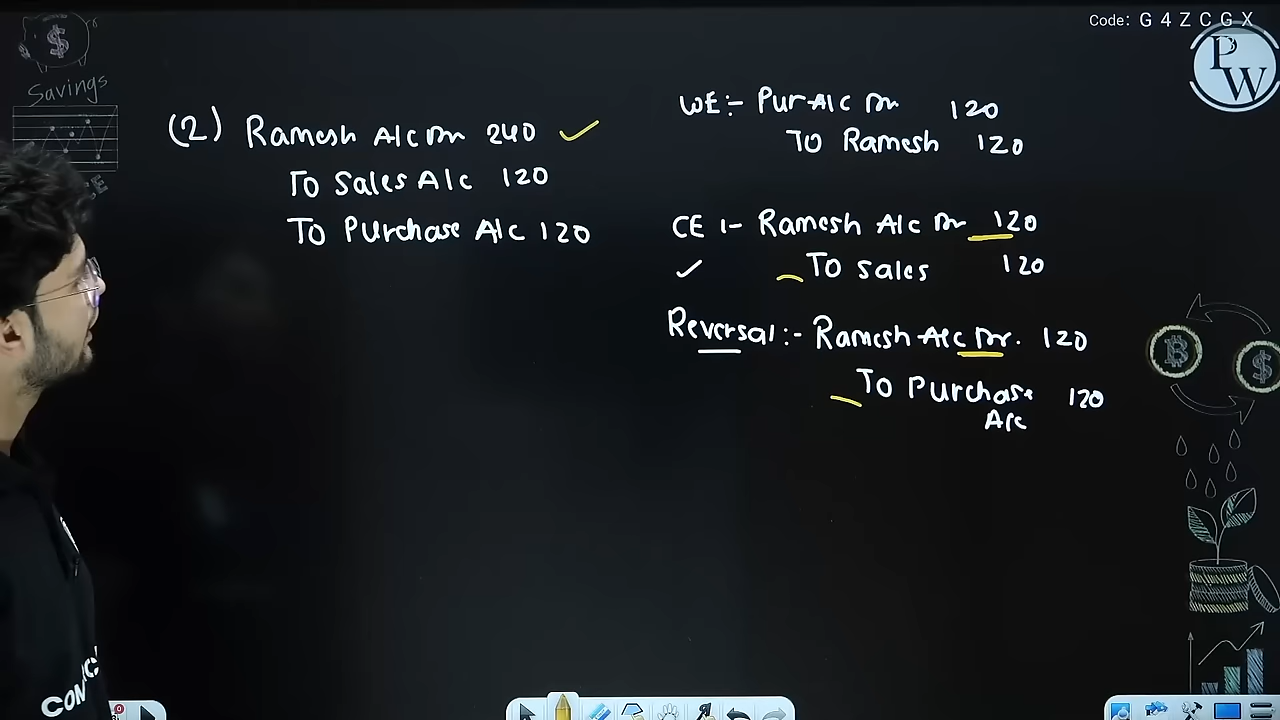 Code: G 4 Z C G X
P
W
Savings
(2) Ramesh A/c Dr 240 ✓
To Sales A/c 120
To Purchase A/c 120
WE:- Pur A/c Dr 120
To Ramesh 120
CE :- Ramesh A/c Dr 120
✓ To Sales 120
Reversal:- Ramesh A/c Dr. 120
To Purchase 120
A/c